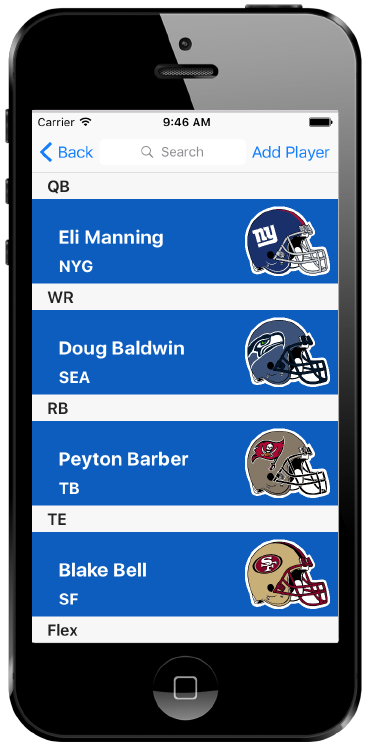 Carrier 9:46 AM
Back Search Add Player
QB
Eli Manning
ny
NYG
WR
Doug Baldwin
SEA
RB
Peyton Barber
TB
TE
Blake Bell
SF
SF
Flex